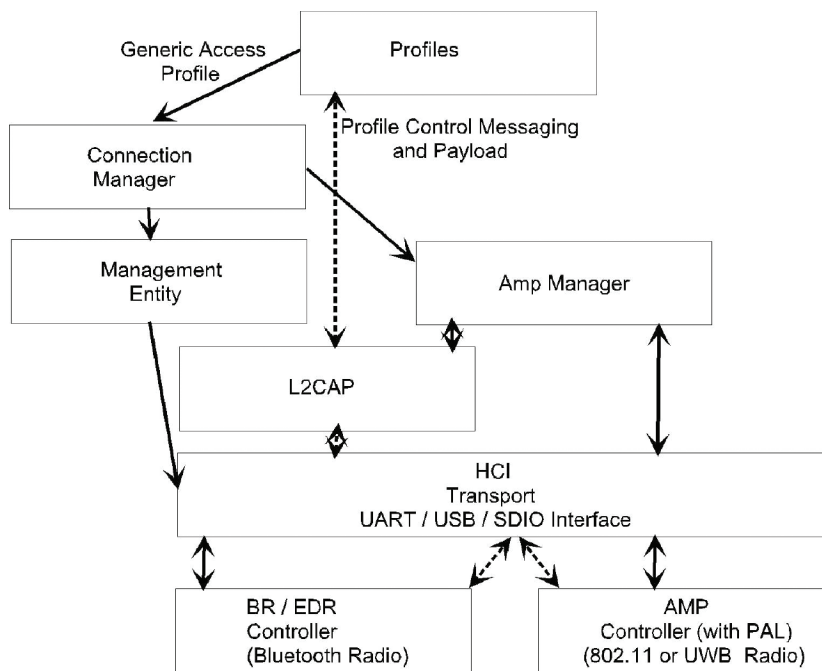 Generic Access
Profile
Profiles
Profile Control Messaging
and Payload
Connection
Manager
Management
Entity
Amp Manager
L2CAP
HCI
Transport
UART / USB / SDIO Interface
BR / EDR
Controller
(Bluetooth Radio)
AMP
Controller (with PAL)
(802.11 or UWB Radio)